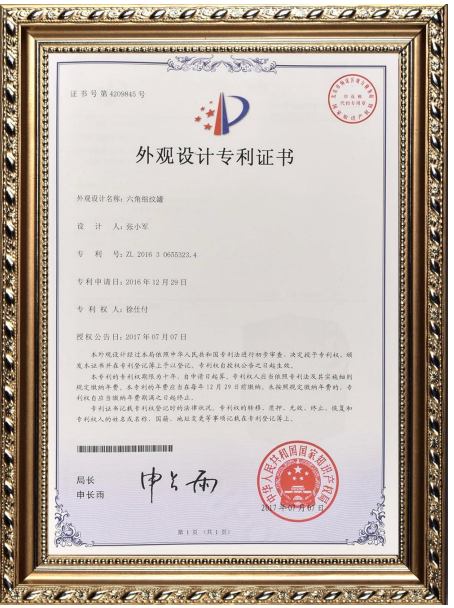 证书号第4209845号
外观设计专利证书
外观设计名称：六角组纹罐
设 计 人：张小军
专 利 号：ZL 2016 3 0655323.4
专利申请日：2016年12月29日
专 利 权 人：徐仕付
授权公告日：2017年07月07日
本外观设计经过本局依照中华人民共和国专利法进行初步审查，决定授予专利权，颁
发本证书并在专利登记簿上予以登记。专利权自授权公告之日起生效。
本专利的专利权期限为十年，自申请日起算。专利权人应当依照专利法及其实施细则
规定缴纳年费。本专利的年费应当在每年12月29日前缴纳。未按照规定缴纳年费的，专
利权自应当缴纳年费期满之日起终止。
专利证书记载专利权登记时的法律状况。专利权的转移、质押、无效、终止、恢复和
专利权人的姓名或名称、国籍、地址变更等事项记载在专利登记簿上。
局长
申长雨
申长雨
中华人民共和国国家知识产权局
2017年07月07日
第1页（共1页）